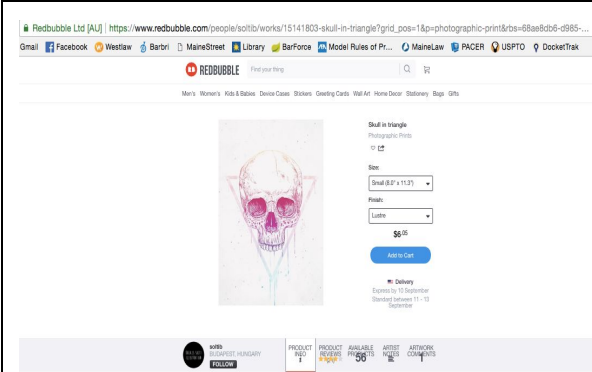 Redbubble Ltd [AU] | https://www.redbubble.com/people/soltib/works/15141803-skull-in-triangle?grid_pos=1&p=photographic-print&rbs=68ae8db6-d985-...
Gmail Facebook Westlaw Barbri MaineStreet Library BarForce Model Rules of Pr... MaineLaw PACER USPTO DocketTrak
REDBUBBLE Find your thing
Men's Women's Kids & Babies Device Cases Stickers Greeting Cards Wall Art Home Decor Stationery Bags Gifts
Skull in triangle
Photographic Prints
Size:
Small (8.0" x 11.3")
Finish:
Lustre
$6.05
Add to Cart
Delivery
Express by 10 September
Standard between 11 - 13
September
soltib
BUDAPEST, HUNGARY
FOLLOW
PRODUCT INFO
PRODUCT REVIEWS
AVAILABLE PRODUCTS
56
ARTIST NOTES
ARTWORK COMMENTS